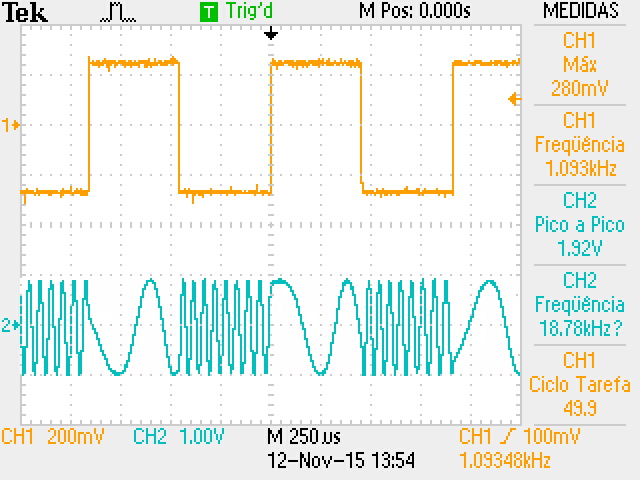 Tek T Trig'd M Pos: 0.000s MEDIDAS
CH1
Máx
280mV
CH1
Freqüência
1.093kHz
CH2
Pico a Pico
1.92V
CH2
Freqüência
18.78kHz?
CH1
Ciclo Tarefa
49.9
1
2
CH1 200mV CH2 1.00V M 250µs CH1 100mV
12-Nov-15 13:54 1.09348kHz